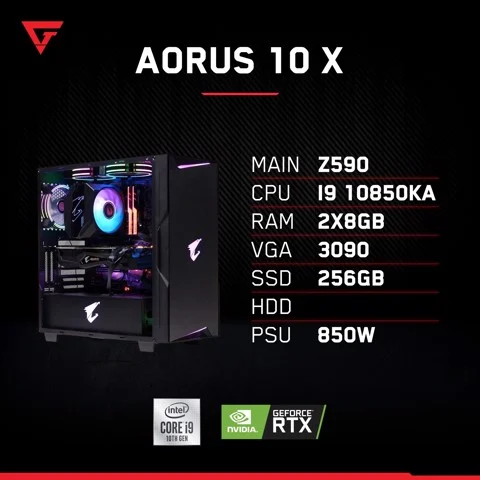 AORUS 10 X
MAIN Z590
CPU I9 10850KA
RAM 2X8GB
VGA 3090
SSD 256GB
HDD
PSU 850W
intel
CORE i9
10TH GEN
NVIDIA.
GEFORCE
RTX